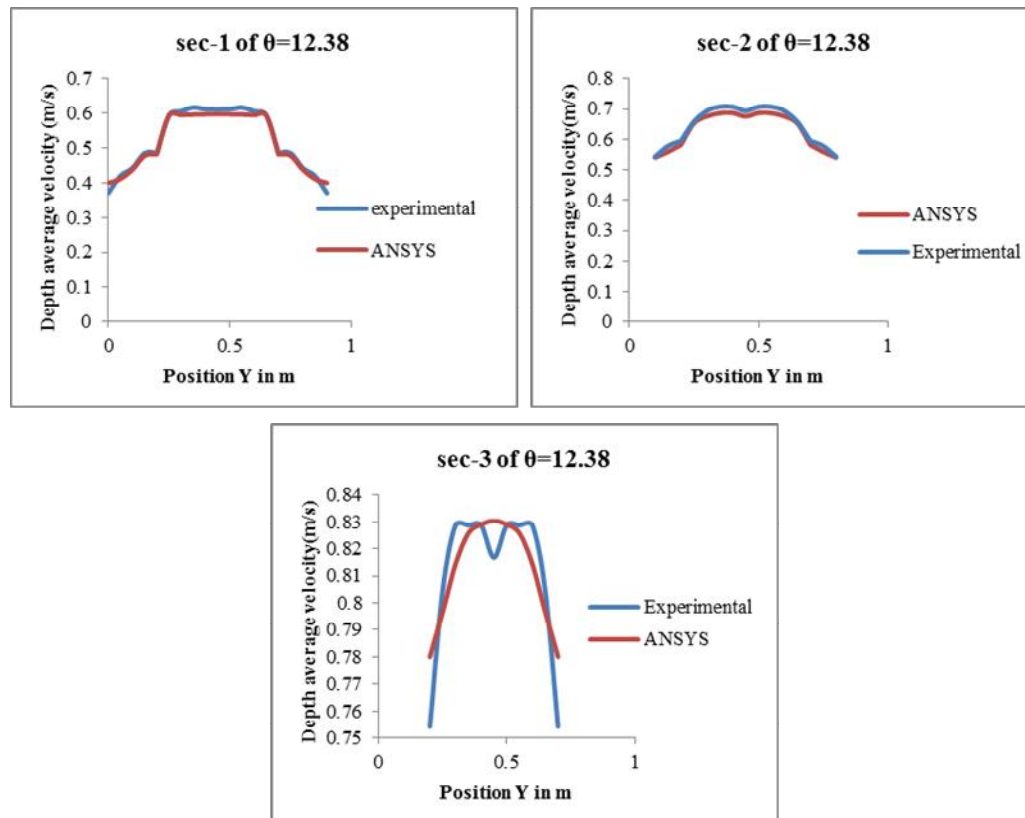 sec-1 of θ=12.38
Depth average velocity (m/s)
0.7
0.6
0.5
0.4
0.3
0.2
0.1
0
0 0.5 1
Position Y in m
experimental
ANSYS
sec-2 of θ=12.38
Depth average velocity(m/s)
0.8
0.7
0.6
0.5
0.4
0.3
0.2
0.1
0
0 0.5 1
Position Y in m
ANSYS
Experimental
sec-3 of θ=12.38
Depth average velocity(m/s)
0.84
0.83
0.82
0.81
0.8
0.79
0.78
0.77
0.76
0.75
0 0.5 1
Position Y in m
Experimental
ANSYS